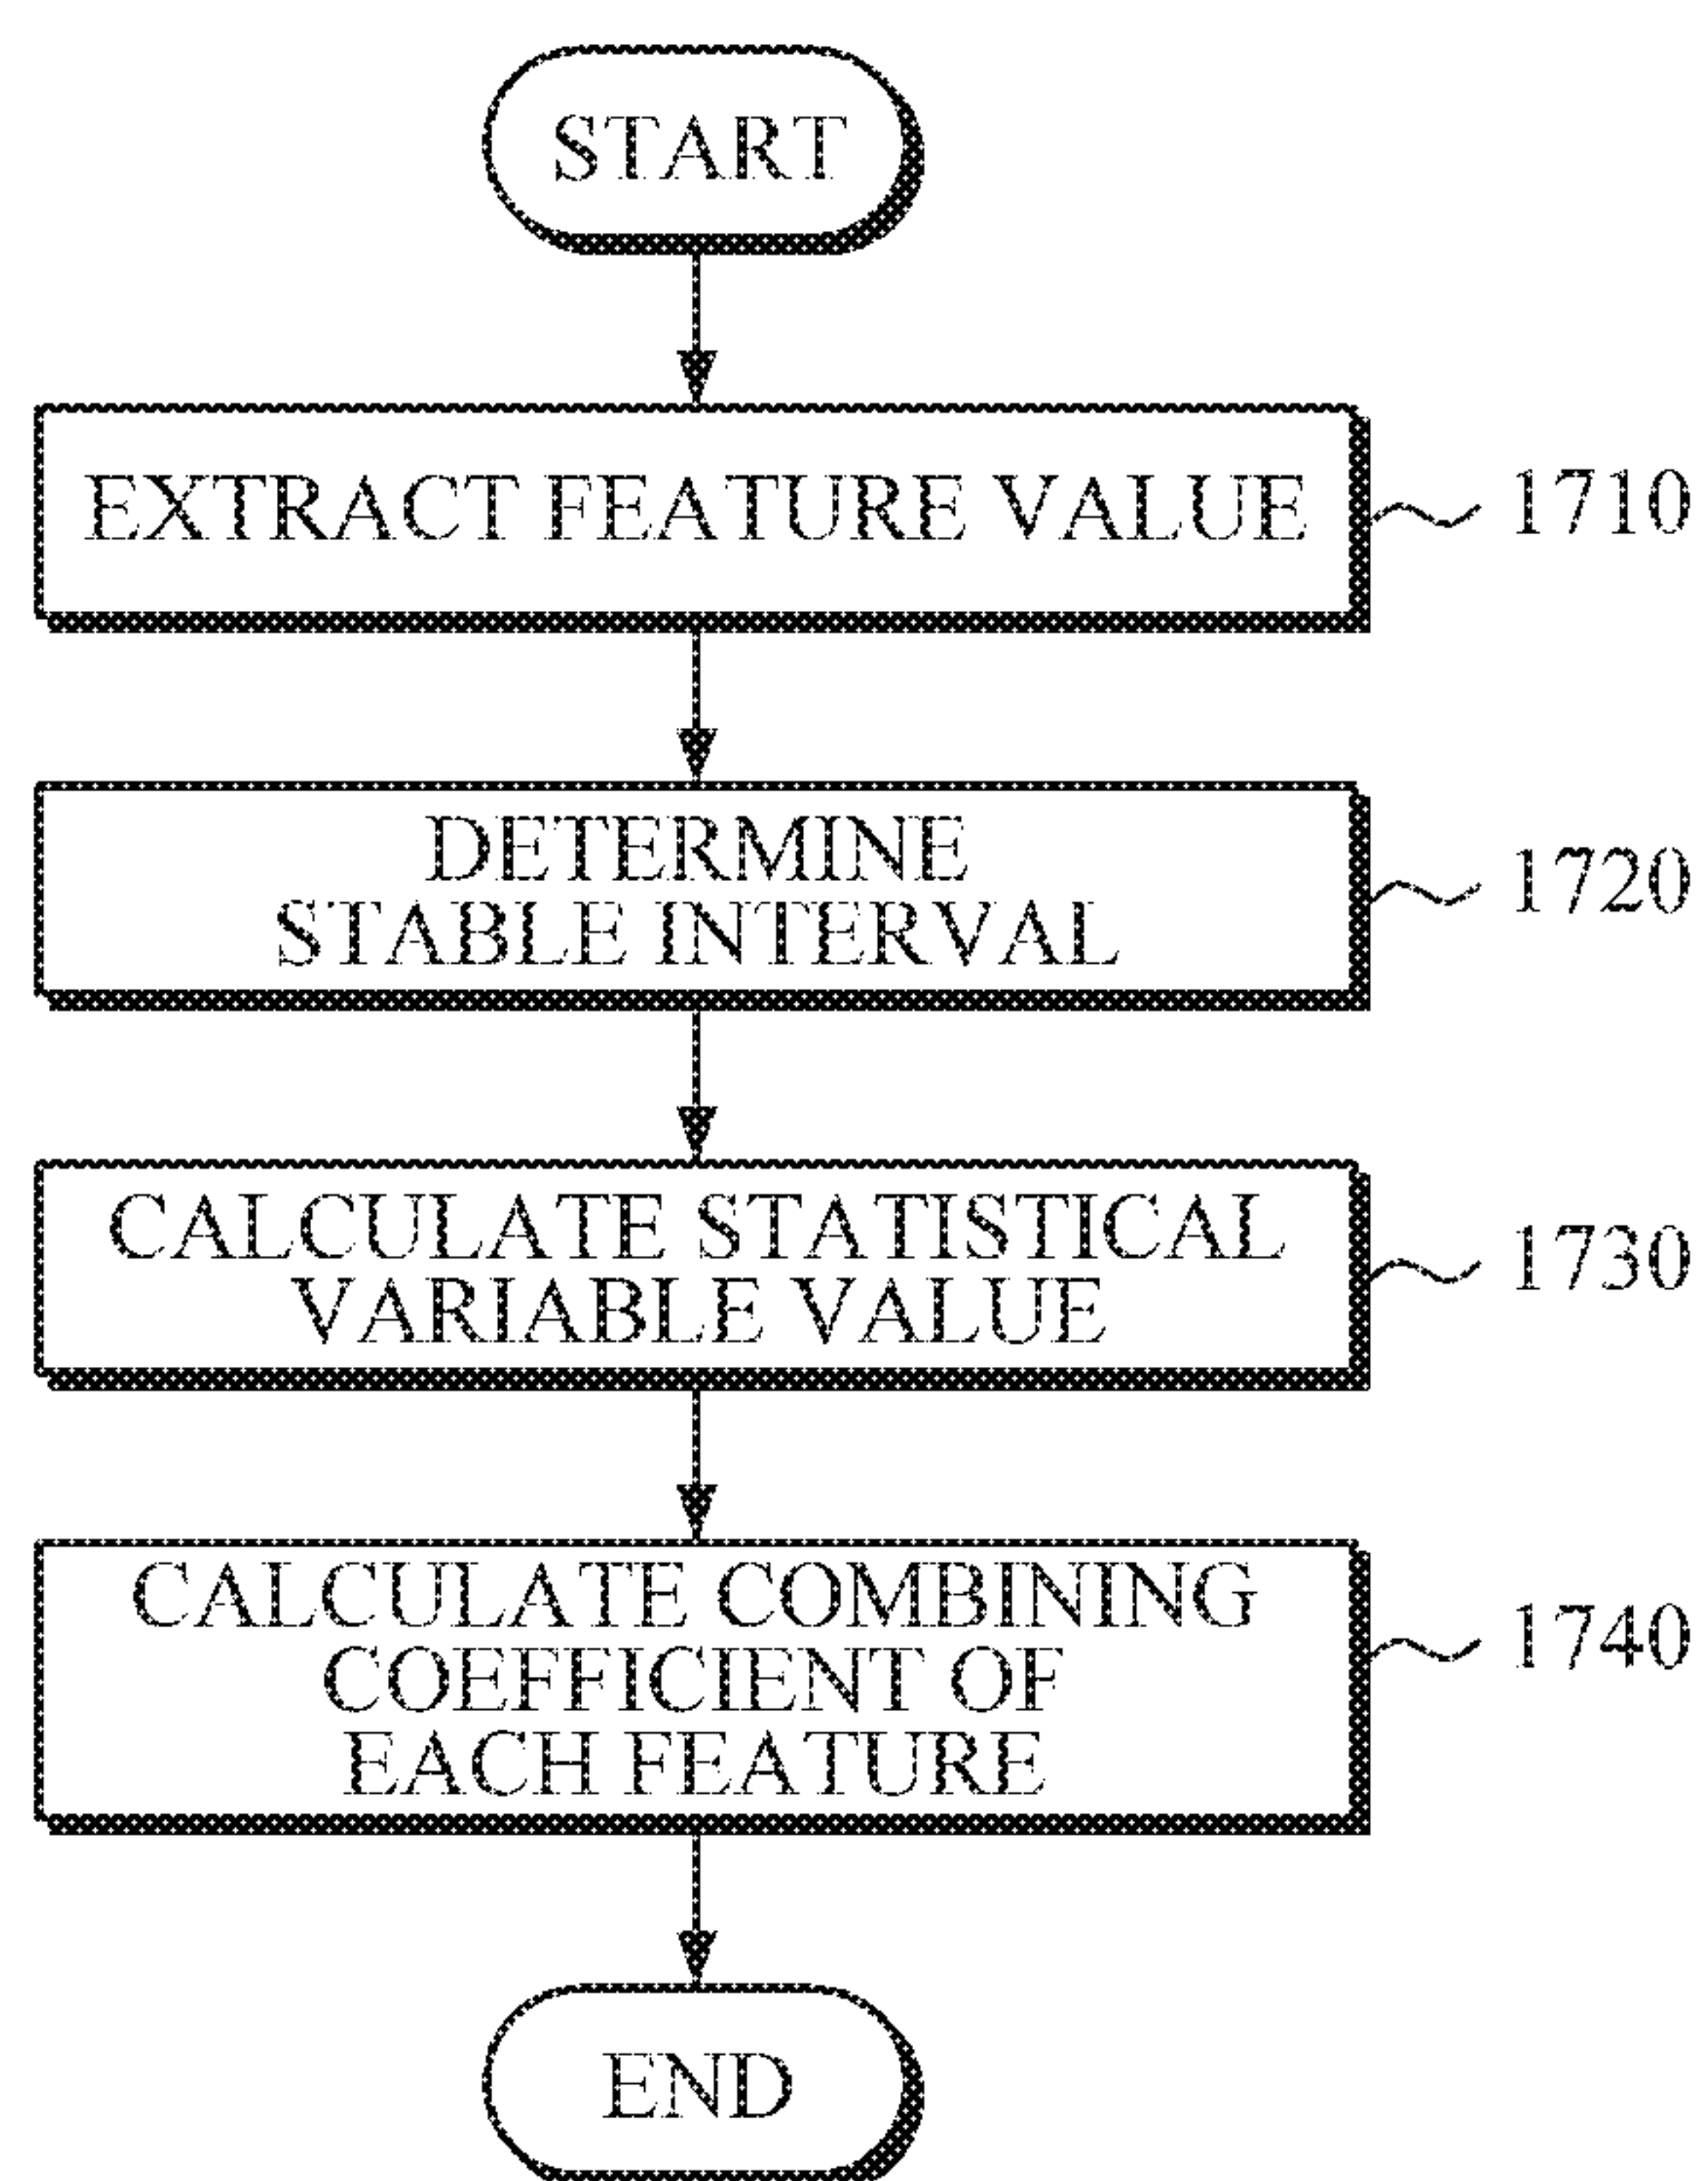 START
EXTRACT FEATURE VALUE
1710
DETERMINE
STABLE INTERVAL
1720
CALCULATE STATISTICAL
VARIABLE VALUE
1730
CALCULATE COMBINING
COEFFICIENT OF
EACH FEATURE
1740
END